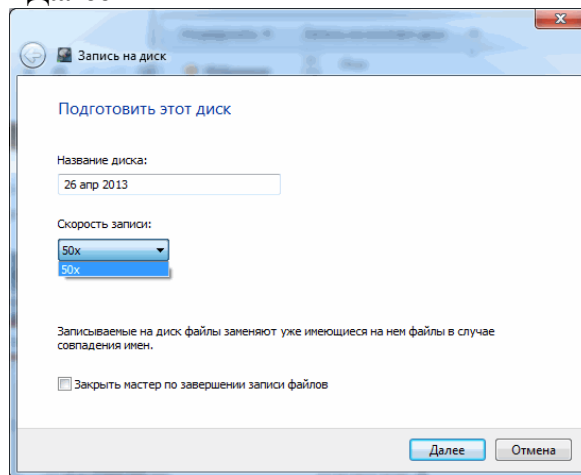 Запись на диск
Подготовить этот диск
Название диска:
26 апр 2013
Скорость записи:
50x
50x
Записываемые на диск файлы заменяют уже имеющиеся на нем файлы в случае
совпадения имен.
Закрыть мастер по завершении записи файлов
Далее
Отмена